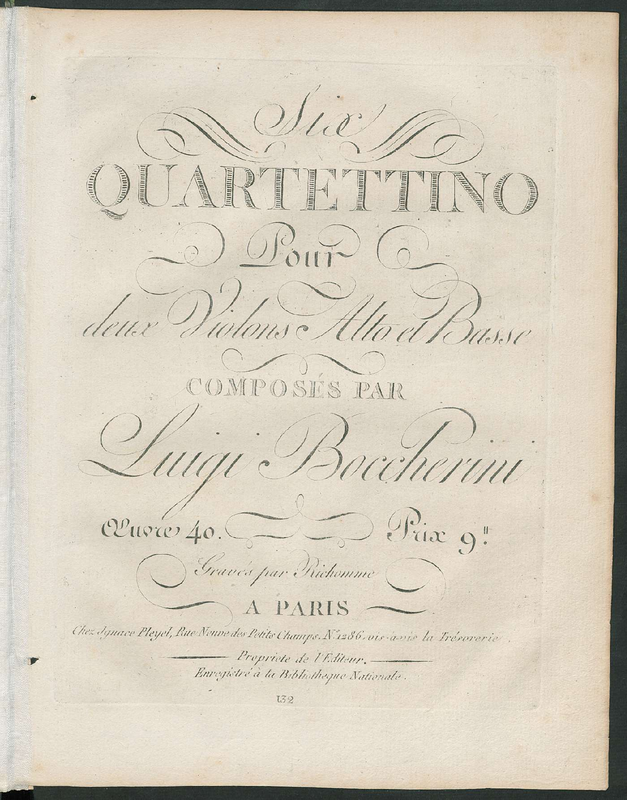 Six
QUARTETTINO
Pour
deux Violons Alto et Basse
COMPOSÉS PAR
Luigi Boccherini
Œuvre 40. Prix 9.ʺ
Gravés par Richomme
A PARIS
Chez Ignace Pleyel, Rue Neuve des Petits Champs. N.º 1286. vis-à-vis la Trésorerie.
Propriete de l'Editeur.
Enregistré à la Bibliotheque Nationale.
132